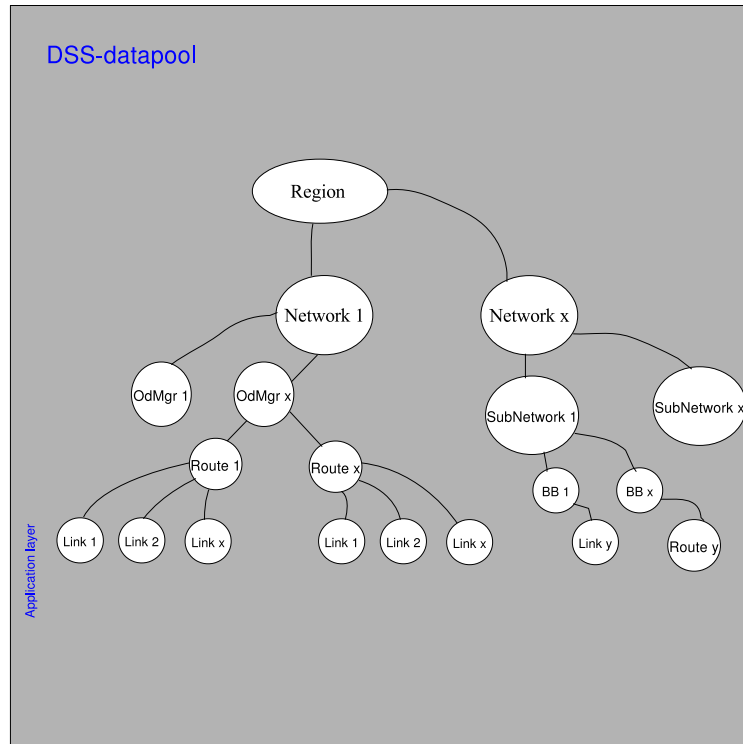 DSS-datapool
Region
Network 1
Network x
OdMgr 1
OdMgr x
SubNetwork 1
SubNetwork x
Route 1
Route x
BB 1
BB x
Link 1
Link 2
Link x
Link 1
Link 2
Link x
Link y
Route y
Application layer